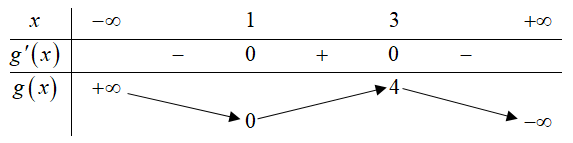 x −∞ 1 3 +∞
g′(x) − 0 + 0 −
g(x) +∞ 0 4 −∞